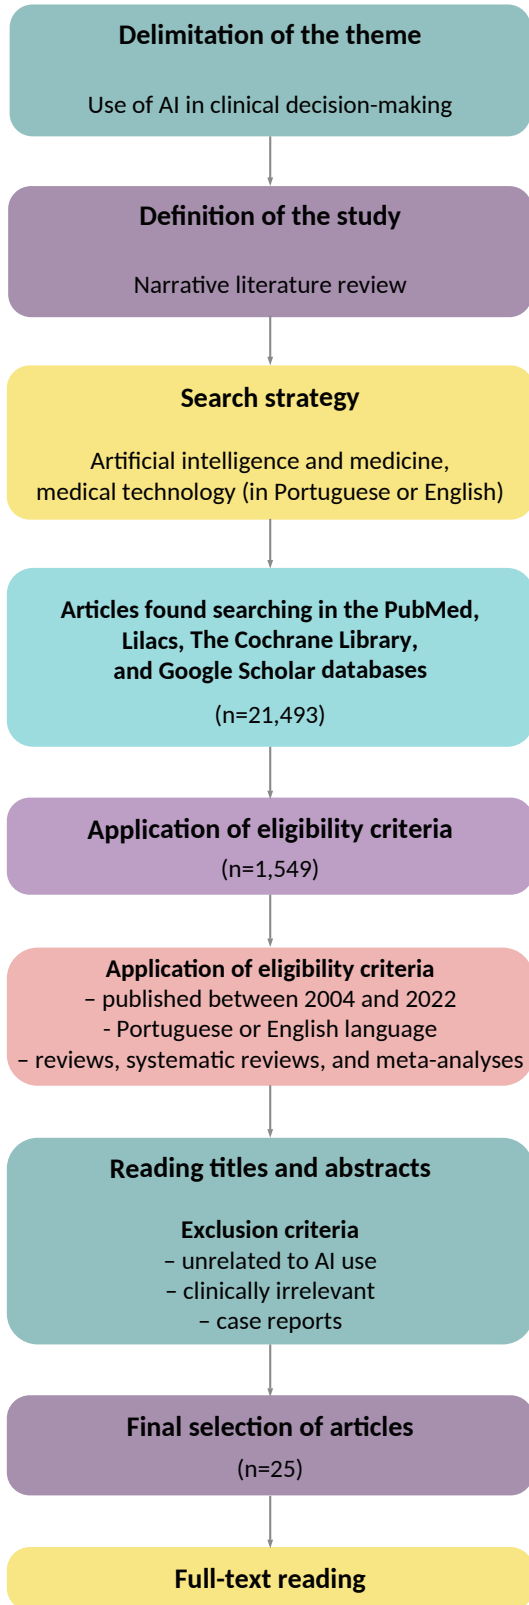 Delimitation of the theme
Use of AI in clinical decision-making
Definition of the study
Narrative literature review
Search strategy
Artificial intelligence and medicine,
medical technology (in Portuguese or English)
Articles found searching in the PubMed,
Lilacs, The Cochrane Library,
and Google Scholar databases
(n=21,493)
Application of eligibility criteria
(n=1,549)
Application of eligibility criteria
– published between 2004 and 2022
- Portuguese or English language
– reviews, systematic reviews, and meta-analyses
Reading titles and abstracts
Exclusion criteria
– unrelated to AI use
– clinically irrelevant
– case reports
Final selection of articles
(n=25)
Full-text reading